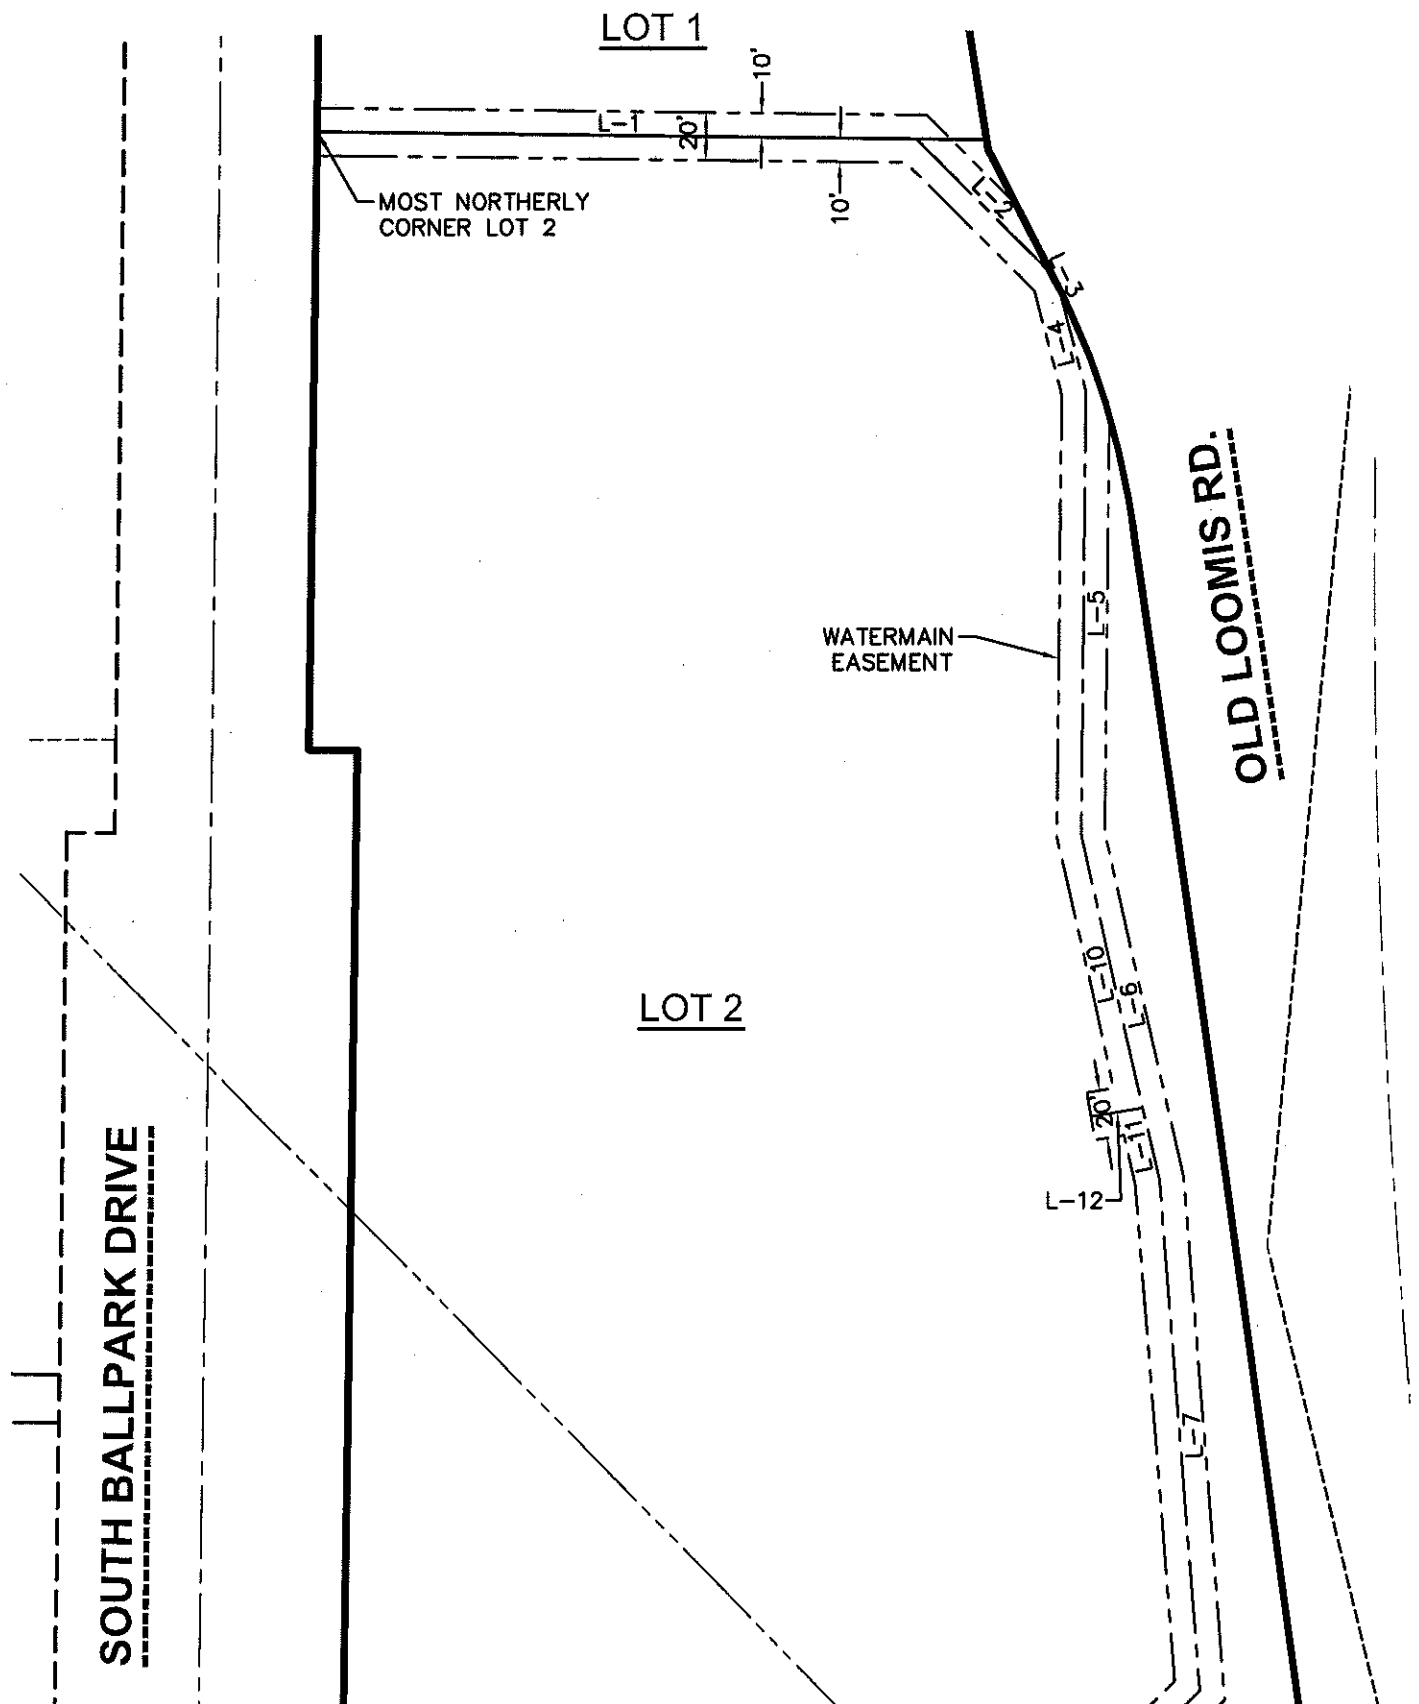 LOT 1
10'
L-1
20'
10'
MOST NORTHERLY
CORNER LOT 2
L-2
L-3
L-4
OLD LOOMIS RD.
L-5
WATERMAIN
EASEMENT
L-10
L-6
LOT 2
20'
L-11
L-12
SOUTH BALLPARK DRIVE
L-7